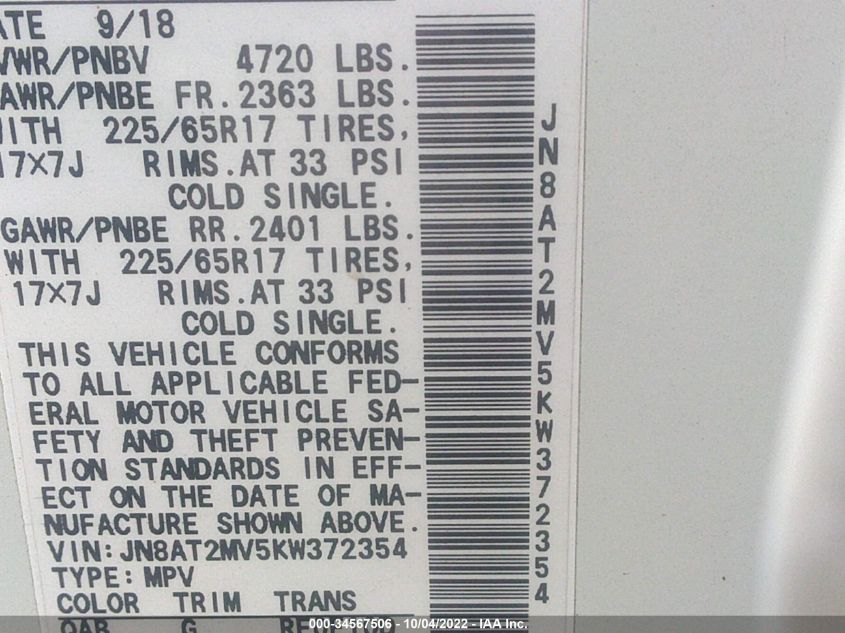 ATE 9/18
VWR/PNBV 4720 LBS.
AWR/PNBE FR. 2363 LBS.
ITH 225/65R17 TIRES,
17X7J RIMS. AT 33 PSI
COLD SINGLE.
GAWR/PNBE RR. 2401 LBS.
WITH 225/65R17 TIRES,
17X7J RIMS. AT 33 PSI
COLD SINGLE.
THIS VEHICLE CONFORMS
TO ALL APPLICABLE FED-
ERAL MOTOR VEHICLE SA-
FETY AND THEFT PREVEN-
TION STANDARDS IN EFF-
ECT ON THE DATE OF MA-
NUFACTURE SHOWN ABOVE.
VIN: JN8AT2MV5KW372354
TYPE: MPV
COLOR TRIM TRANS
QAB G
JN8AT2MV5KW372354
000-34567506 - 10/04/2022 - IAA Inc.